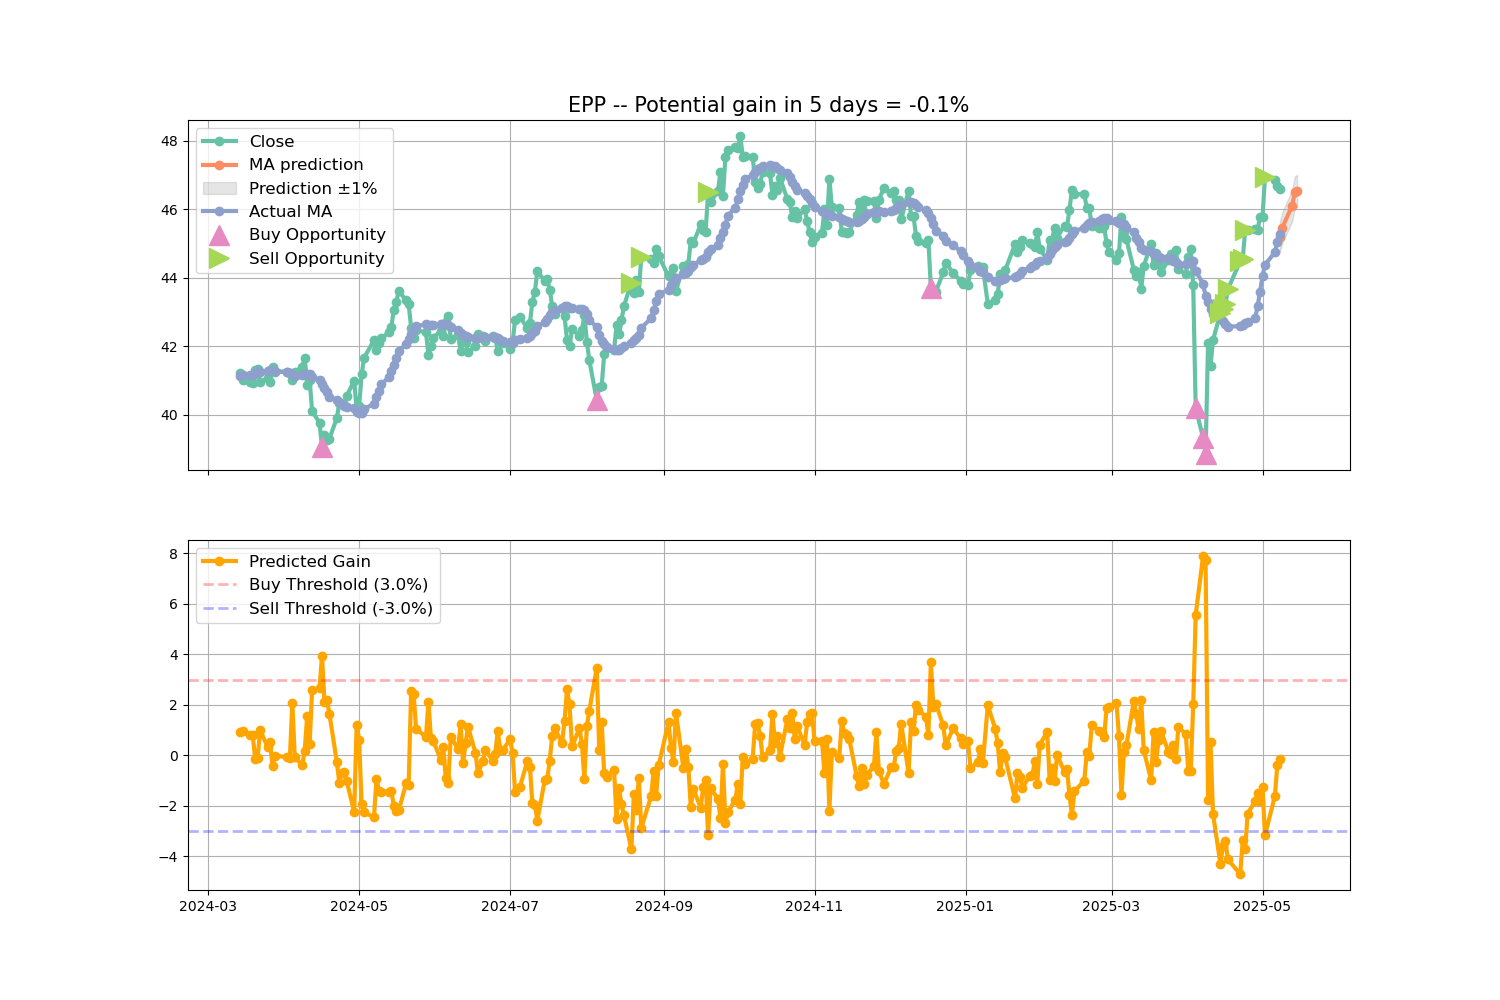 EPP -- Potential gain in 5 days = -0.1%
48
46
44
42
40
Close
MA prediction
Prediction ±1%
Actual MA
Buy Opportunity
Sell Opportunity
8
6
4
2
0
−2
−4
Predicted Gain
Buy Threshold (3.0%)
Sell Threshold (-3.0%)
2024-03
2024-05
2024-07
2024-09
2024-11
2025-01
2025-03
2025-05